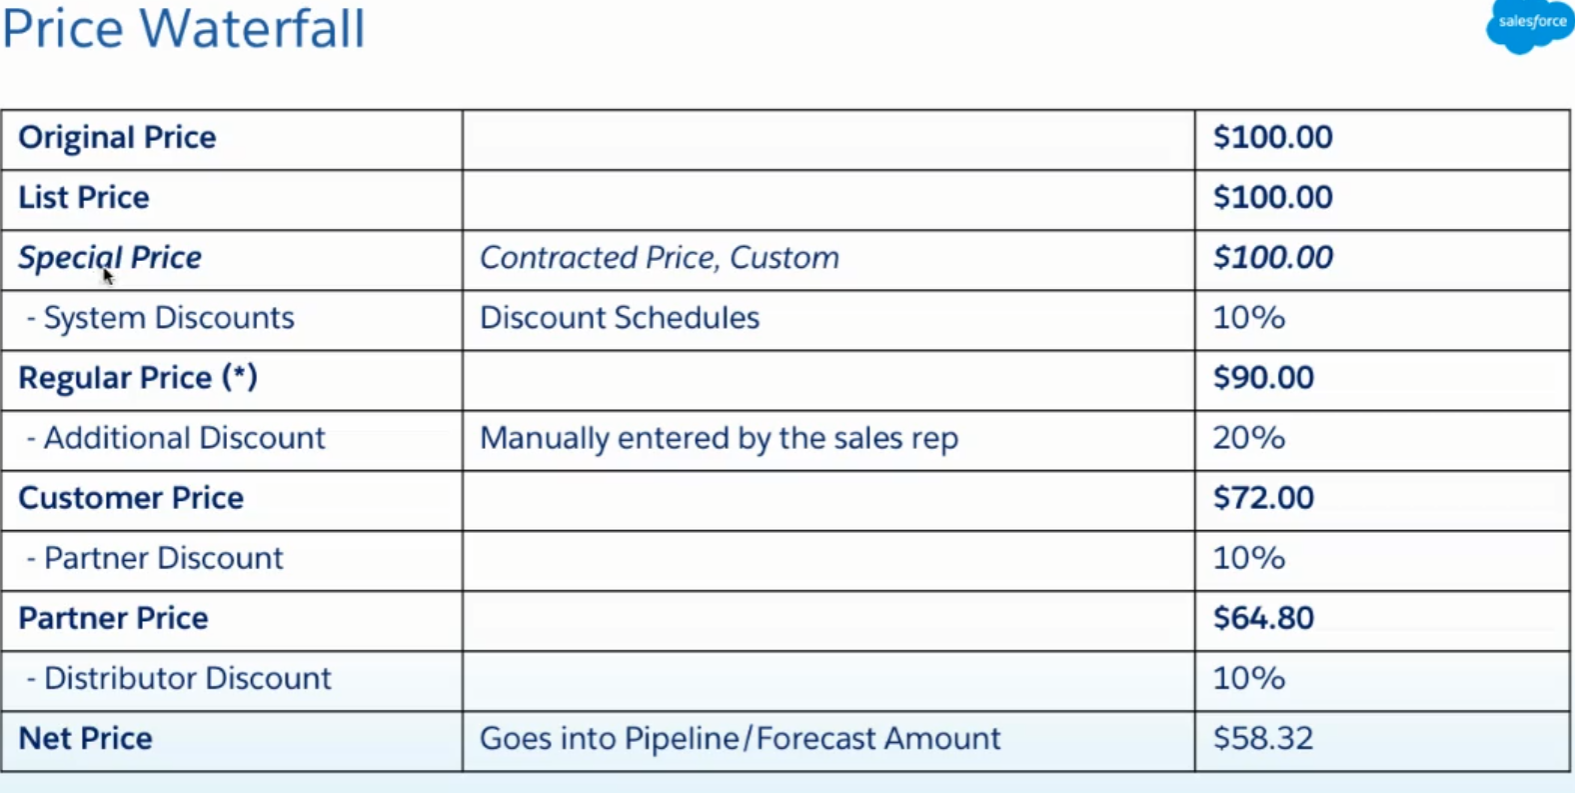 Price Waterfall
salesforce
Original Price $100.00
List Price $100.00
Special Price Contracted Price, Custom $100.00
- System Discounts Discount Schedules 10%
Regular Price (*) $90.00
- Additional Discount Manually entered by the sales rep 20%
Customer Price $72.00
- Partner Discount 10%
Partner Price $64.80
- Distributor Discount 10%
Net Price Goes into Pipeline/Forecast Amount $58.32